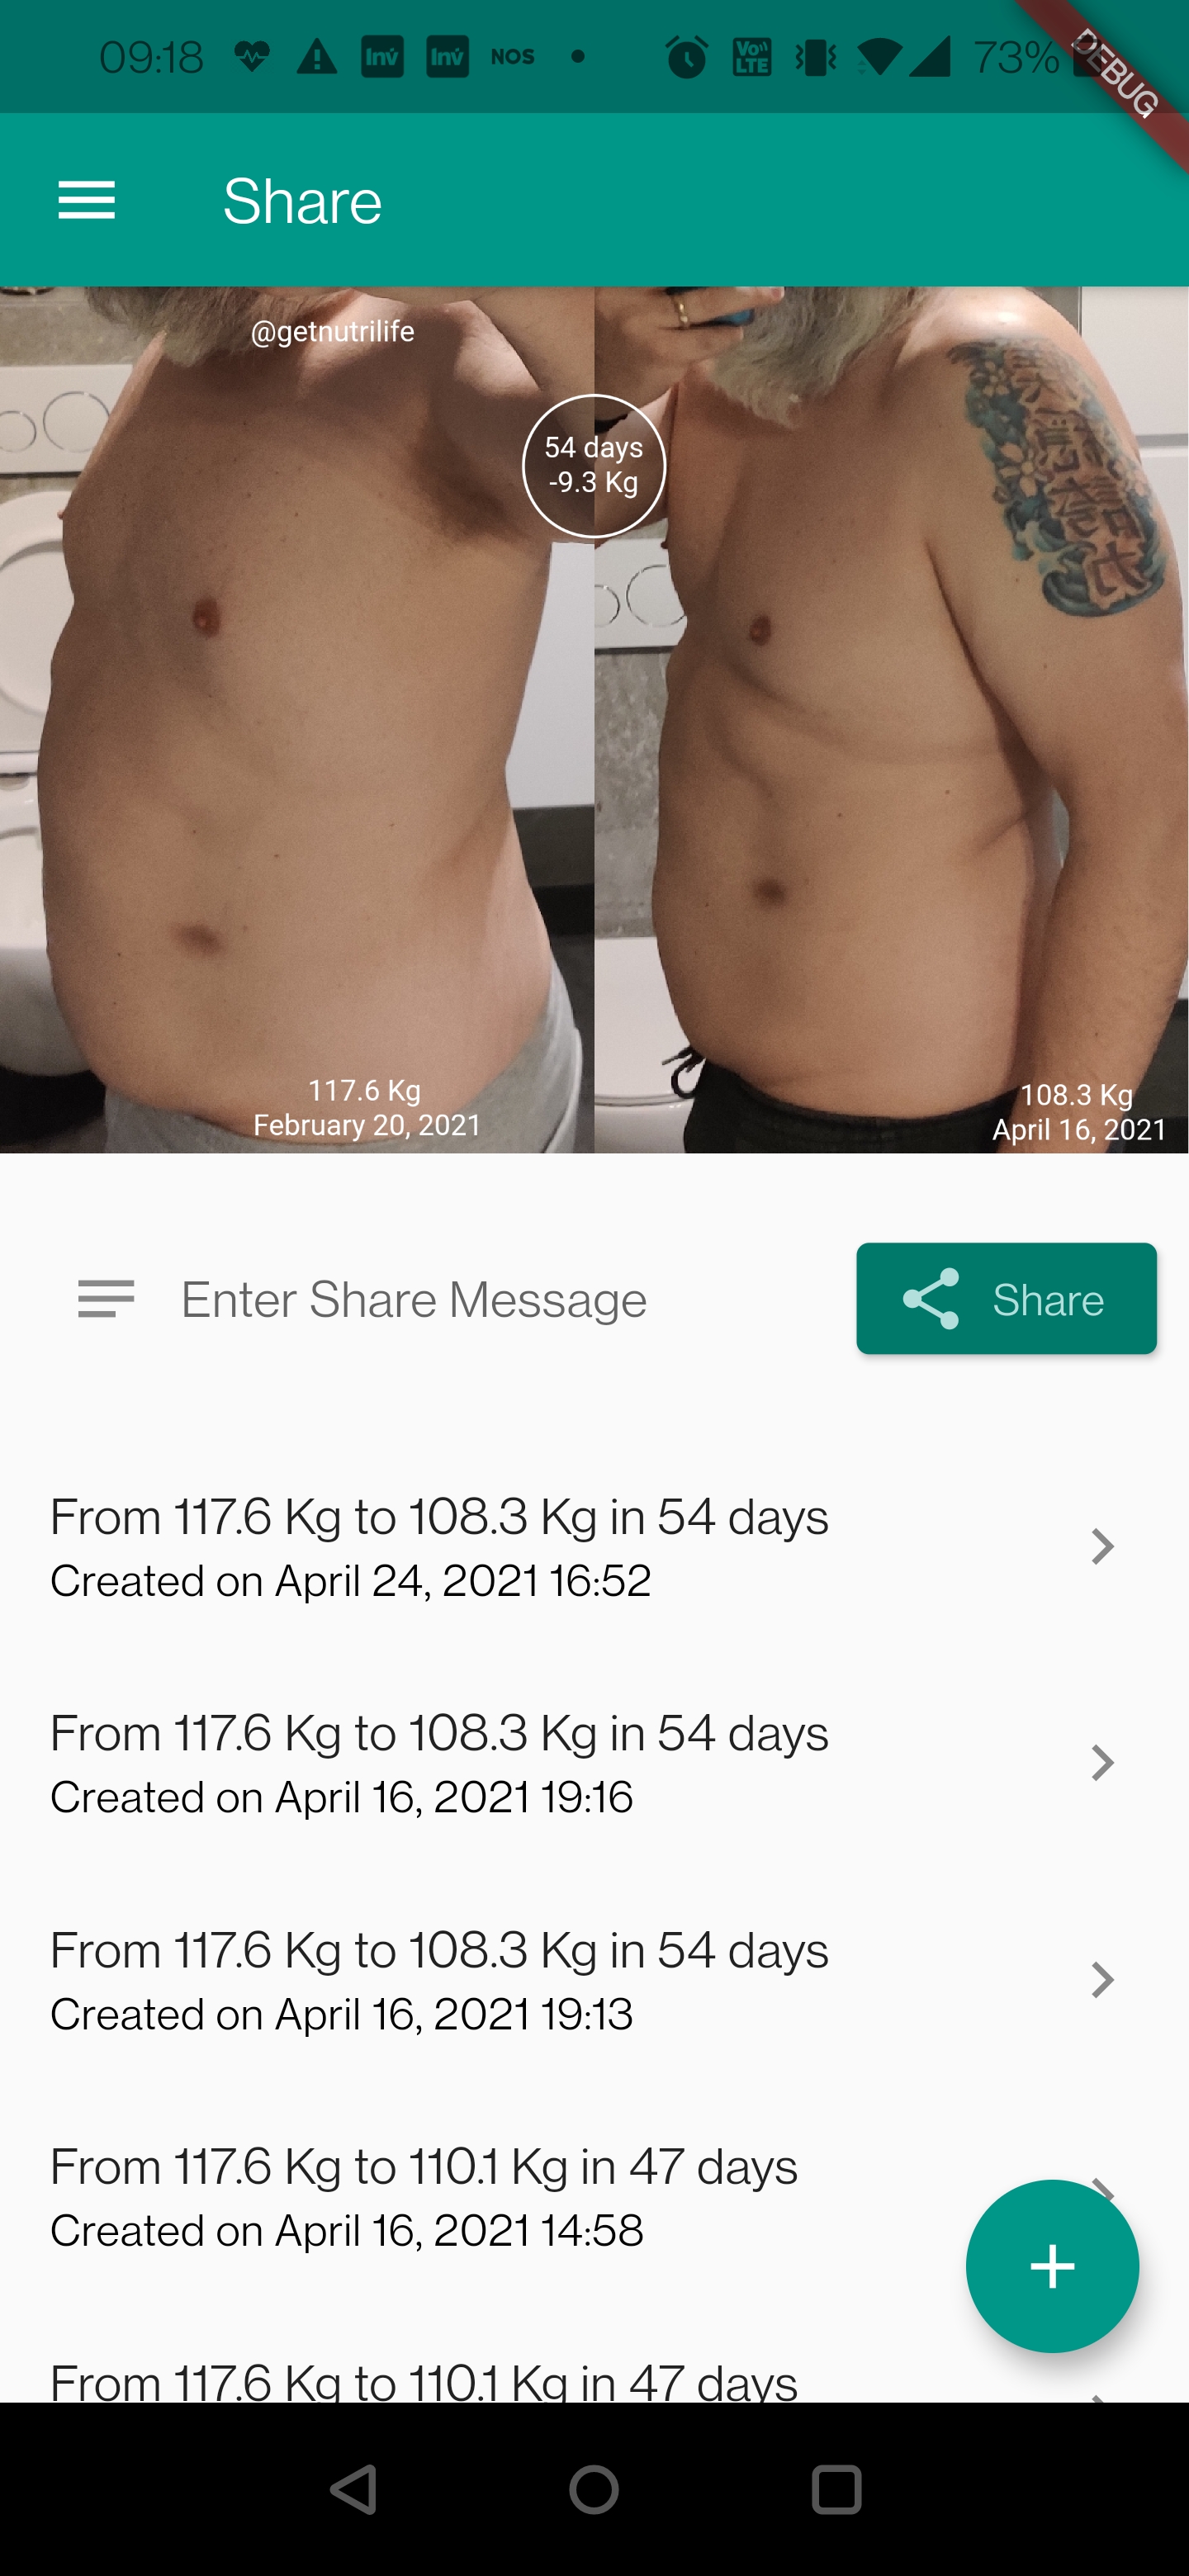 09:18
Inv
Inv
NOS
Vo
LTE
73%
DEBUG
Share
@getnutrilife
54 days
-9.3 Kg
117.6 Kg
February 20, 2021
108.3 Kg
April 16, 2021
Enter Share Message
Share
From 117.6 Kg to 108.3 Kg in 54 days
Created on April 24, 2021 16:52
From 117.6 Kg to 108.3 Kg in 54 days
Created on April 16, 2021 19:16
From 117.6 Kg to 108.3 Kg in 54 days
Created on April 16, 2021 19:13
From 117.6 Kg to 110.1 Kg in 47 days
Created on April 16, 2021 14:58
From 117.6 Kg to 110.1 Kg in 47 days